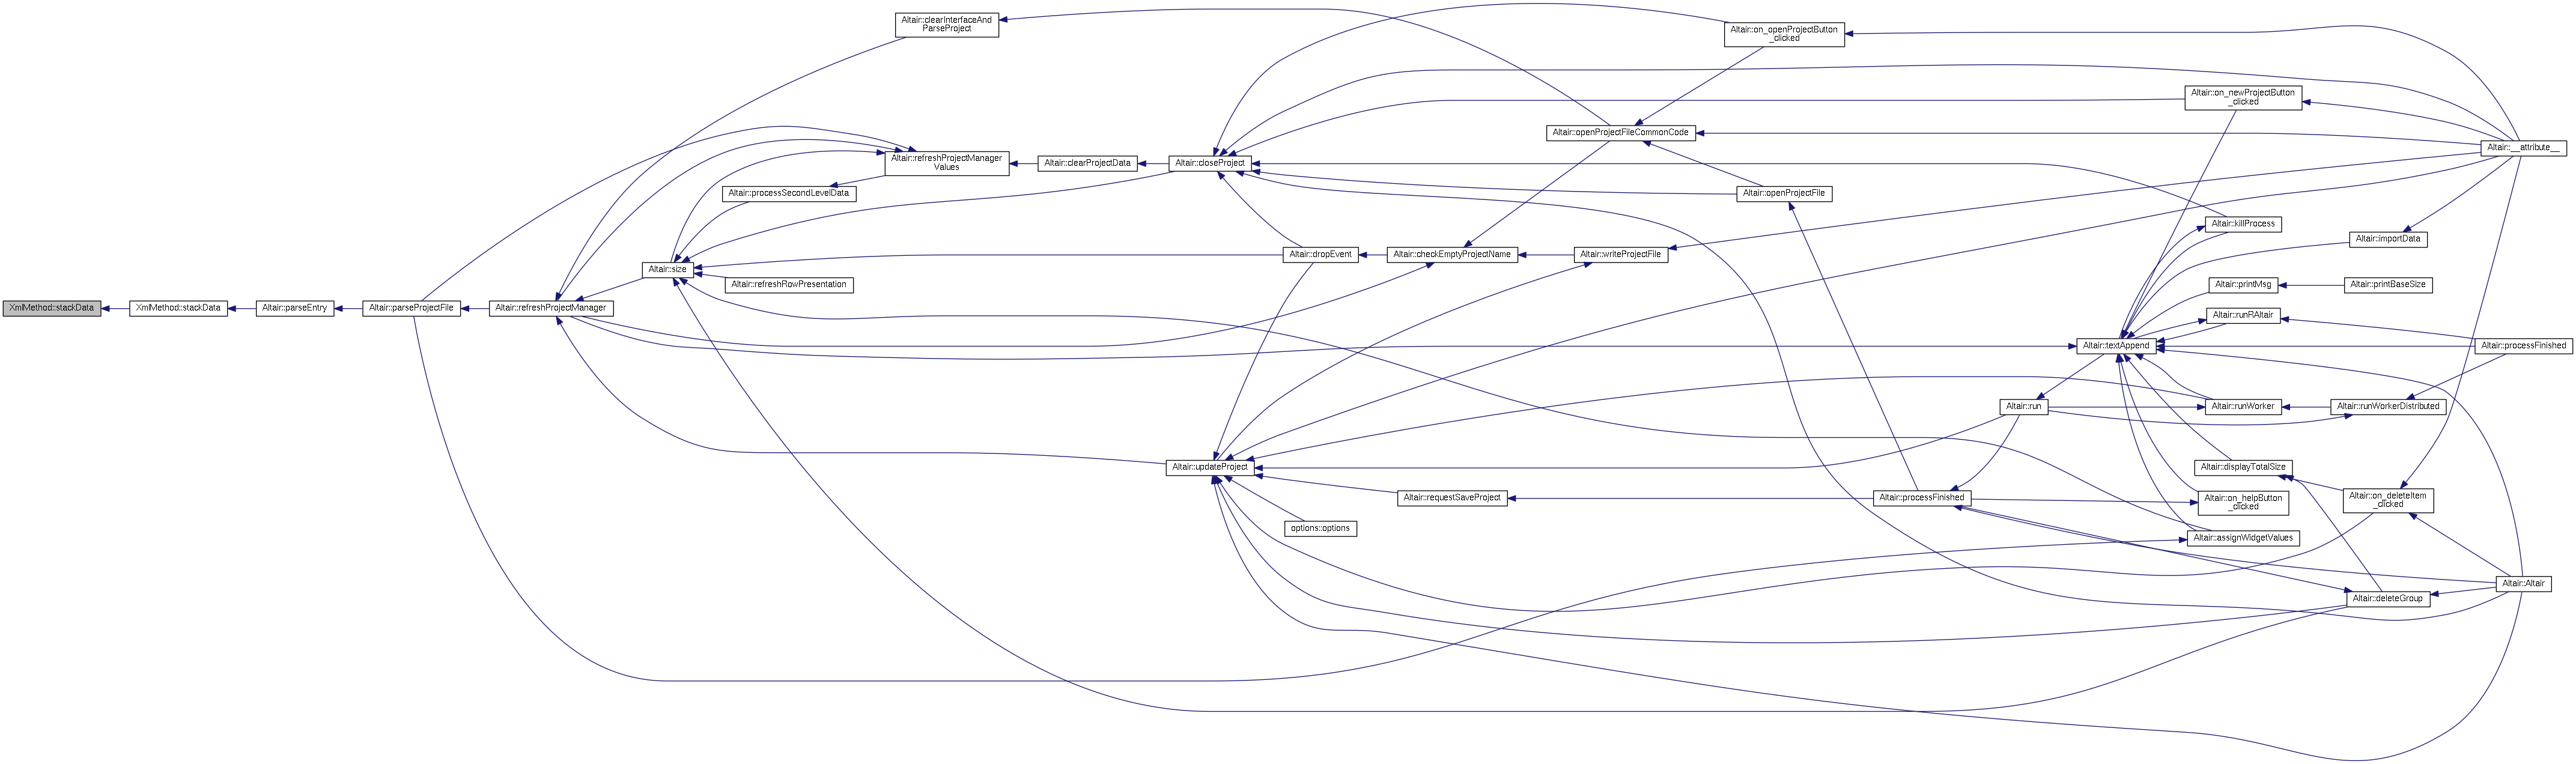 XmlMethod::stackData
XmlMethod::stackData
Altair::parseEntry
Altair::parseProjectFile
Altair::refreshProjectManager
Altair::clearInterfaceAnd
ParseProject
Altair::size
Altair::refreshProjectManager
Values
Altair::processSecondLevelData
Altair::refreshRowPresentation
Altair::clearProjectData
Altair::closeProject
Altair::dropEvent
Altair::updateProject
Altair::checkEmptyProjectName
Altair::requestSaveProject
options::options
Altair::openProjectFileCommonCode
Altair::writeProjectFile
Altair::on_openProjectButton
_clicked
Altair::openProjectFile
Altair::processFinished
Altair::run
Altair::textAppend
Altair::on_newProjectButton
_clicked
Altair::killProcess
Altair::printMsg
Altair::runRAltair
Altair::runWorker
Altair::displayTotalSize
Altair::on_helpButton
_clicked
Altair::assignWidgetValues
Altair::importData
Altair::printBaseSize
Altair::runWorkerDistributed
Altair::on_deleteItem
_clicked
Altair::deleteGroup
Altair::__attribute__
Altair::processFinished
Altair::Altair